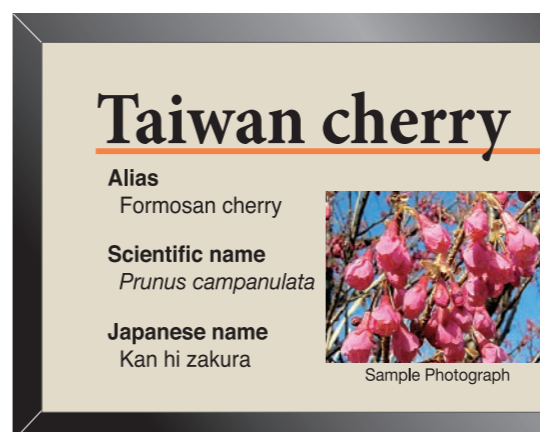 Taiwan cherry
Alias
Formosan cherry
Scientific name
Prunus campanulata
Japanese name
Kan hi zakura
Sample Photograph